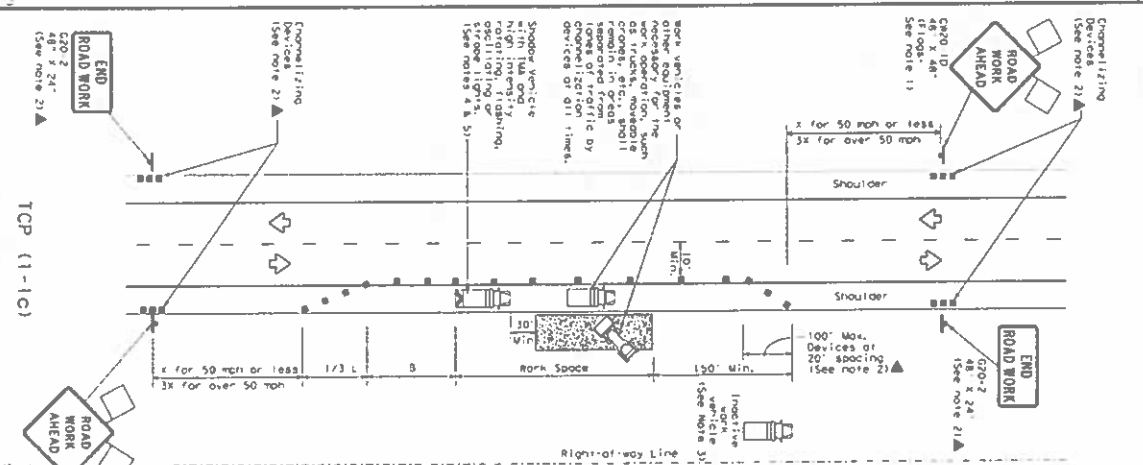 Channelizing
Devices
(See note 2) ▲
CW20-1D
48" X 48"
(Flags-
See note 1)
ROAD
WORK
AHEAD
X for 50 mph or less
3X for over 50 mph
Shoulder
Work vehicles or
other equipment
necessary for the
work operation, such
as trucks, moveable
cranes, etc., shall
remain in areas
separated from
lanes of traffic by
channelization
devices at all times.
Shadow Vehicle
with TMA and
high intensity
rotating, flashing,
oscillating or
strobe lights.
(See notes 4 & 5)
Channelizing
Devices
(See note 2) ▲
END
ROAD WORK
G20-2
48" X 24"
(See note 2) ▲
10'
Min.
Shoulder
30'
Min
X for 50 mph or less
3X for over 50 mph
1/3 L
B
Work Space
150' Min.
100' Max.
Devices at
20' spacing
(See note 2) ▲
END
ROAD WORK
G20-2
48" X 24"
(See note 2) ▲
Inactive
work
vehicle
(See Note 3)
Right-of-way Line
ROAD
WORK
AHEAD
TCP (1-1c)